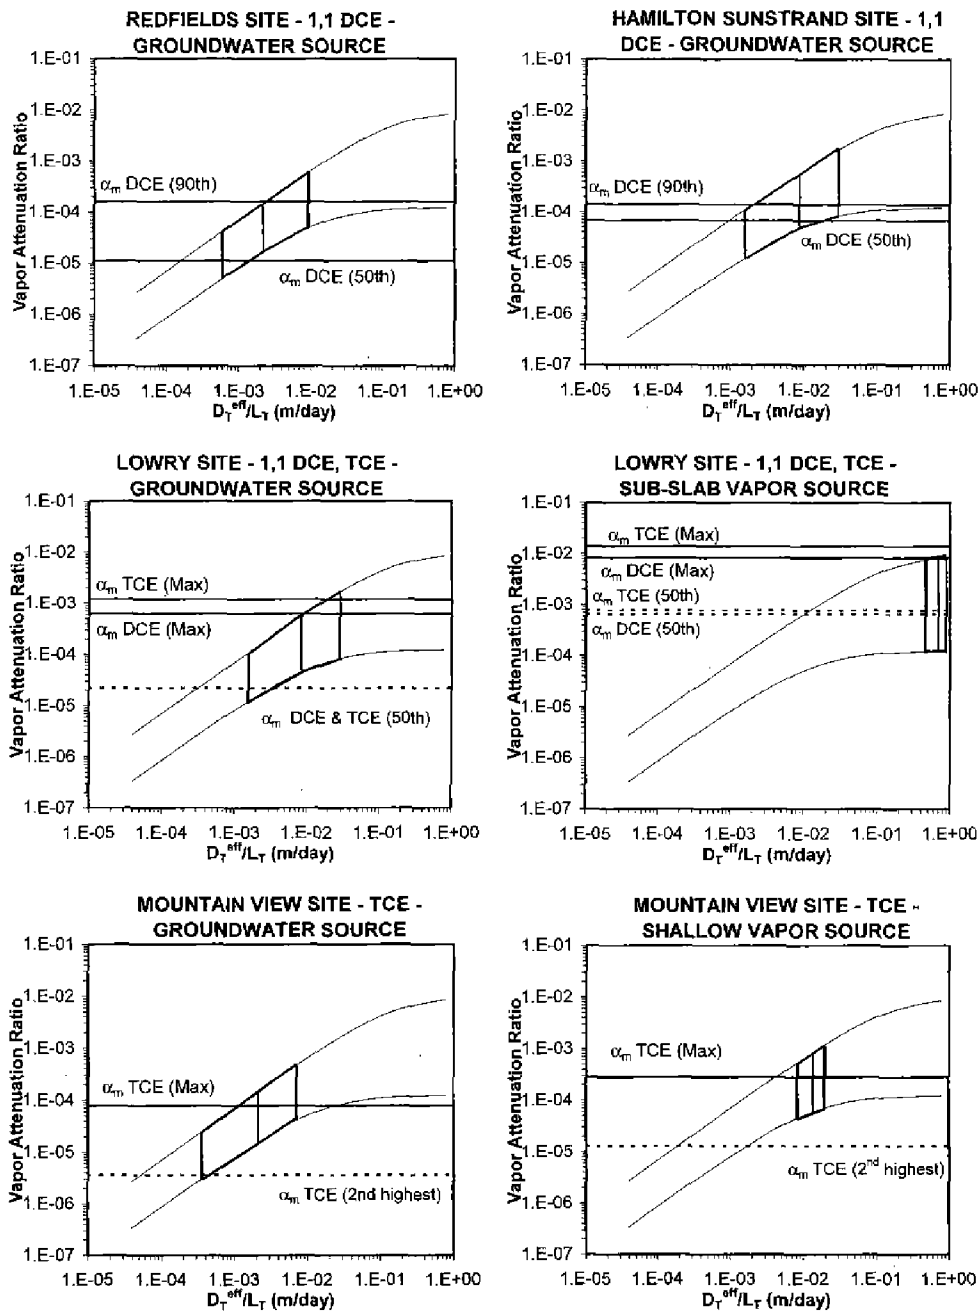 REDFIELDS SITE - 1,1 DCE -
GROUNDWATER SOURCE
Vapor Attenuation Ratio
1.E-01
1.E-02
1.E-03
1.E-04
1.E-05
1.E-06
1.E-07
αm DCE (90th)
αm DCE (50th)
1.E-05 1.E-03 1.E-02 1.E-01 1.E+00
DT^eff/LT (m/day)
HAMILTON SUNSTRAND SITE - 1,1
DCE - GROUNDWATER SOURCE
Vapor Attenuation Ratio
1.E-01
1.E-02
1.E-03
1.E-04
1.E-05
1.E-06
1.E-07
αm DCE (90th)
αm DCE (50th)
1.E-05 1.E-04 1.E-03 1.E-02 1.E-01 1.E+00
DT^eff/LT (m/day)
LOWRY SITE - 1,1 DCE, TCE -
GROUNDWATER SOURCE
Vapor Attenuation Ratio
1.E-01
1.E-02
1.E-03
1.E-04
1.E-05
1.E-06
1.E-07
αm TCE (Max)
αm DCE (Max)
αm DCE & TCE (50th)
1.E-05 1.E-04 1.E-03 1.E-02 1.E-01 1.E+00
DT^eff/LT (m/day)
LOWRY SITE - 1,1 DCE, TCE -
SUB-SLAB VAPOR SOURCE
Vapor Attenuation Ratio
1.E-01
1.E-02
1.E-03
1.E-04
1.E-05
1.E-06
1.E-07
αm TCE (Max)
αm DCE (Max)
αm TCE (50th)
αm DCE (50th)
1.E-05 1.E-04 1.E-03 1.E-02 1.E-01 1.E+00
DT^eff/LT (m/day)
MOUNTAIN VIEW SITE - TCE -
GROUNDWATER SOURCE
Vapor Attenuation Ratio
1.E-01
1.E-02
1.E-03
1.E-04
1.E-05
1.E-06
1.E-07
αm TCE (Max)
αm TCE (2nd highest)
1.E-05 1.E-04 1.E-03 1.E-02 1.E-01 1.E+00
DT^eff/LT (m/day)
MOUNTAIN VIEW SITE - TCE -
SHALLOW VAPOR SOURCE
Vapor Attenuation Ratio
1.E-01
1.E-02
1.E-03
1.E-04
1.E-05
1.E-06
1.E-07
αm TCE (Max)
αm TCE (2nd highest)
1.E-05 1.E-04 1.E-03 1.E-02 1.E-01 1.E+00
DT^eff/LT (m/day)